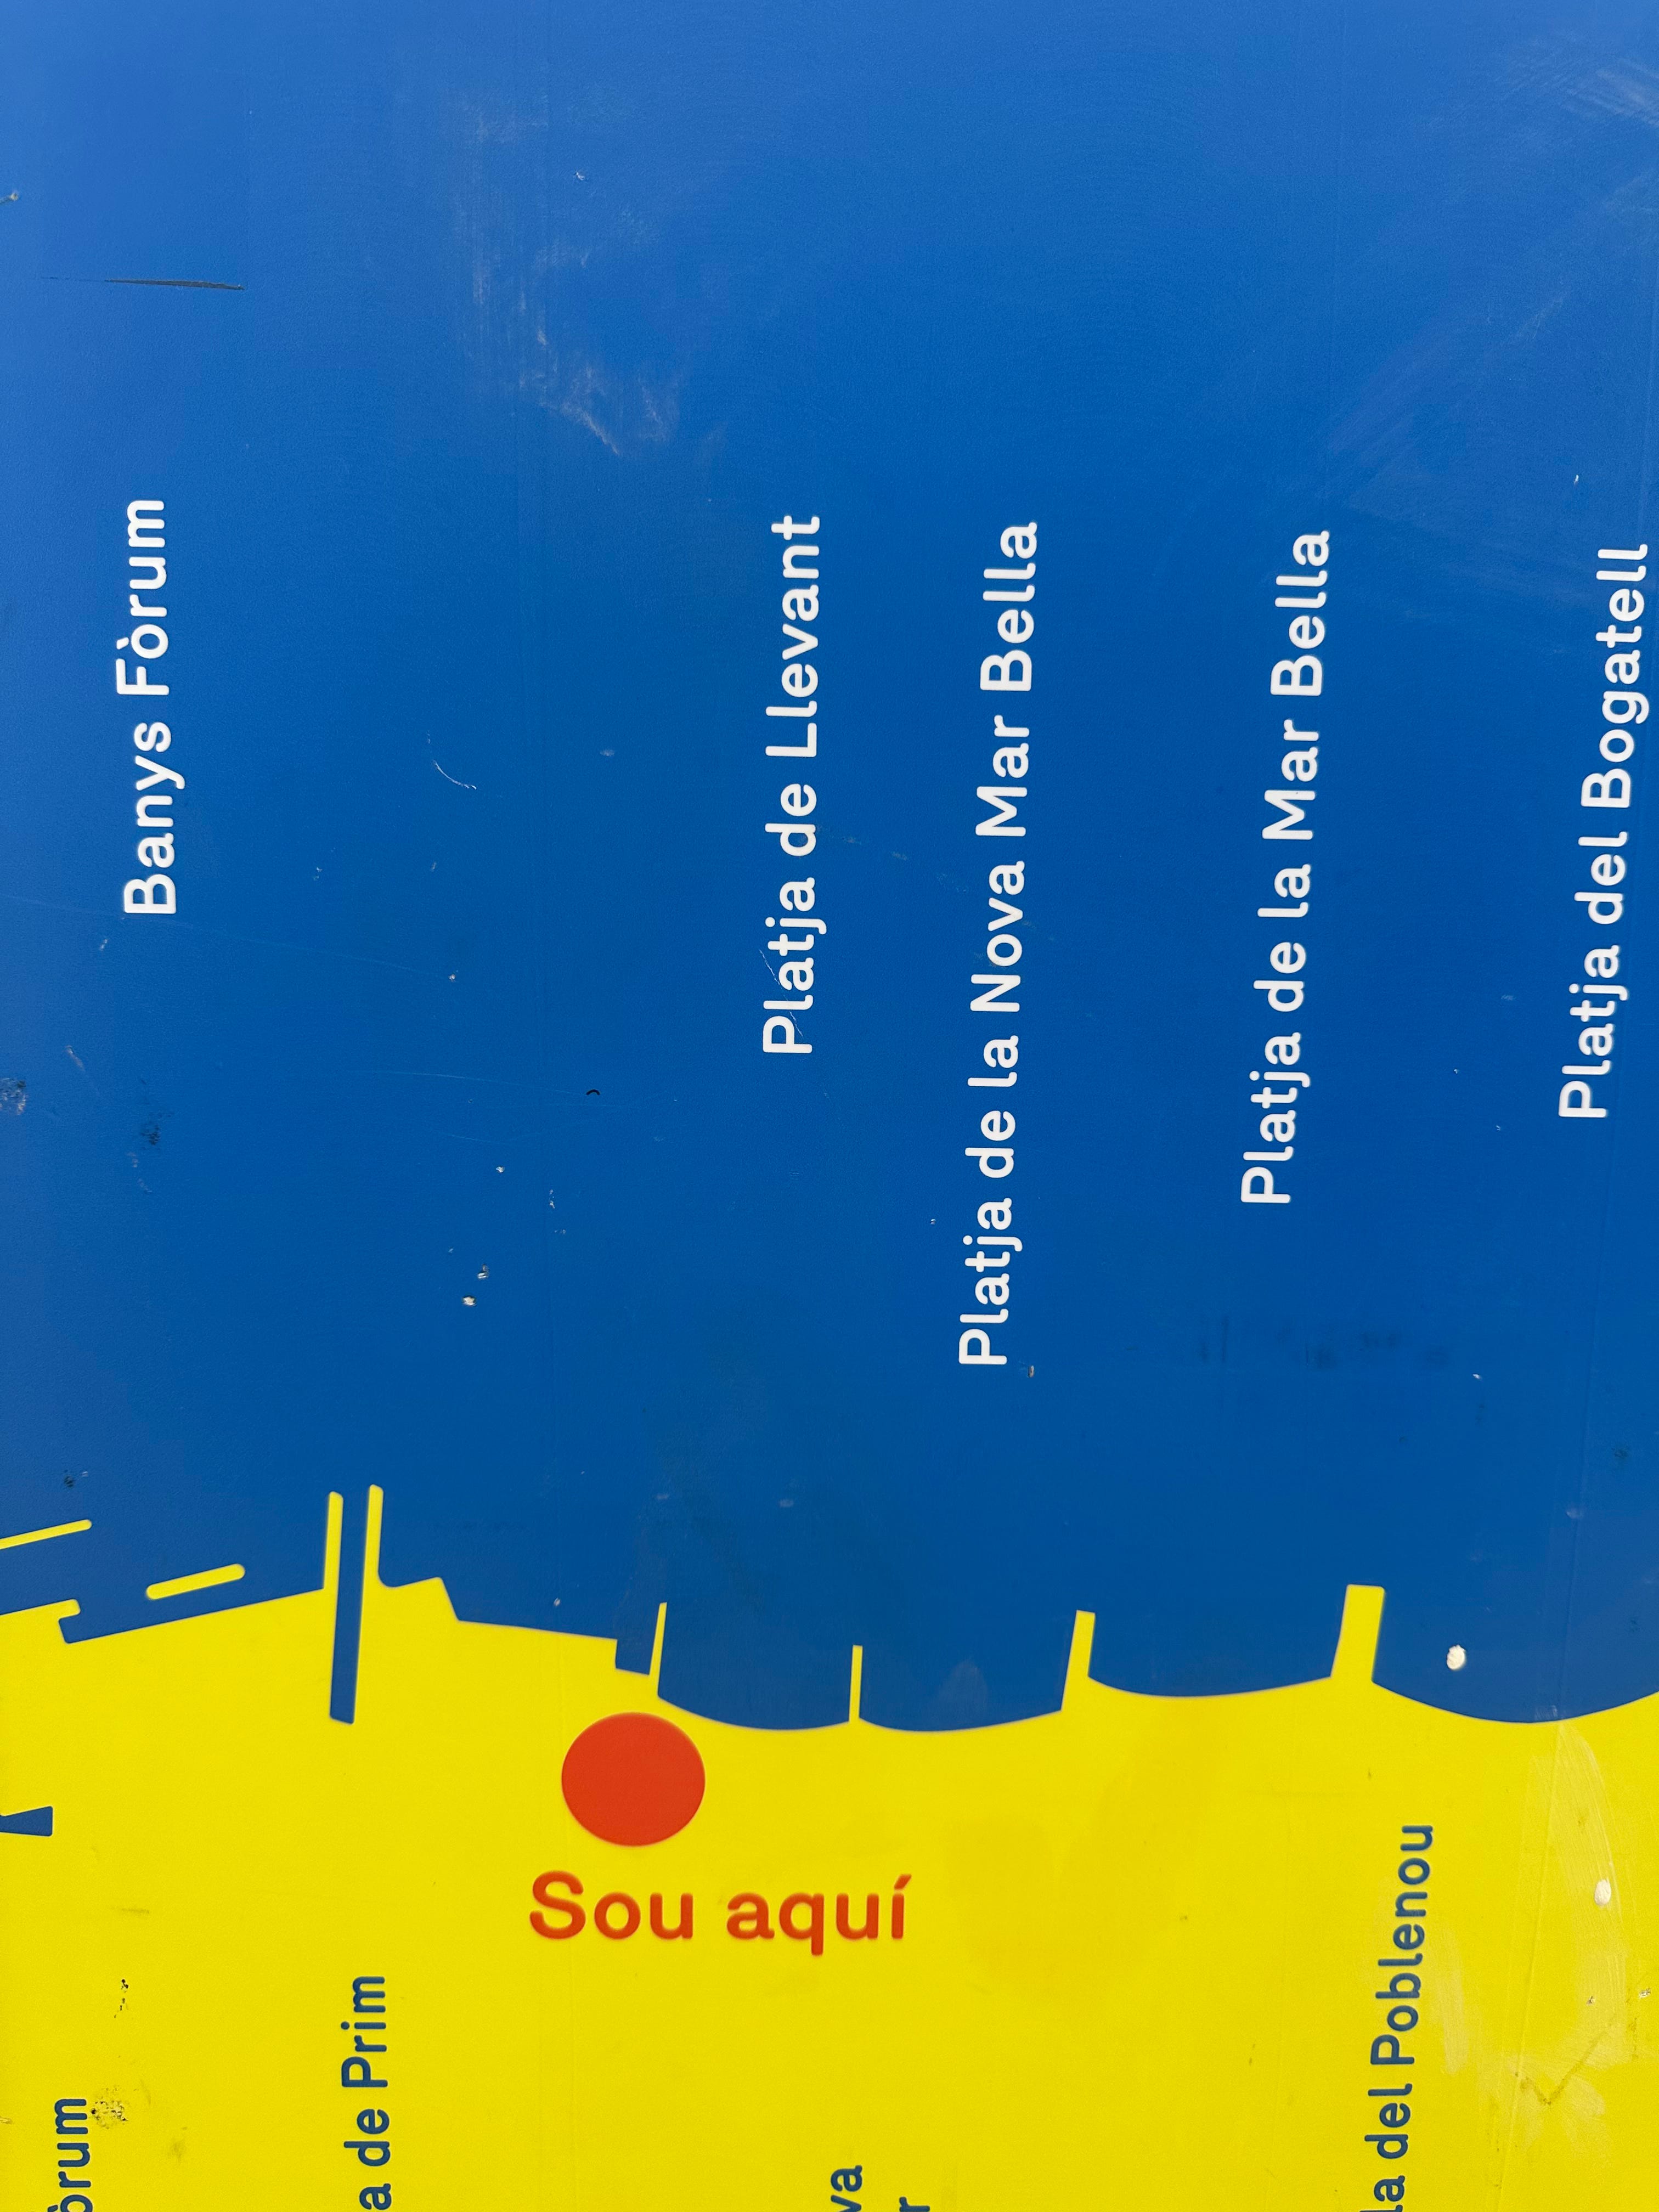 Banys Fòrum
Platja de Llevant
Platja de la Nova Mar Bella
Platja de la Mar Bella
Platja del Bogatell
Sou aquí
de Prim
del Poblenou